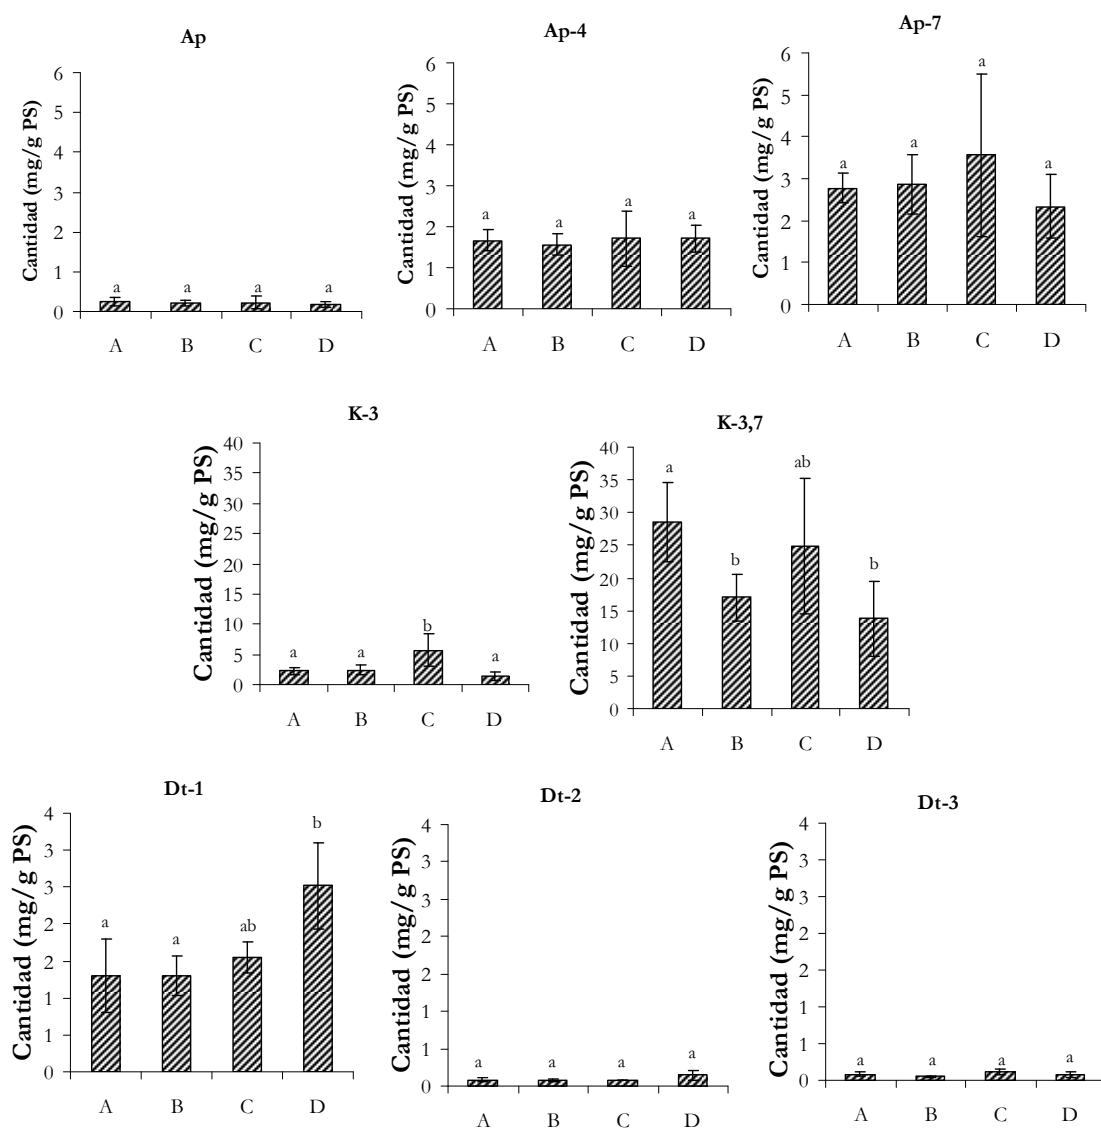 Ap
Cantidad (mg/g PS)
6
5
4
3
2
1
0
a a a a
A B C D
Ap-4
Cantidad (mg/g PS)
6
5
4
3
2
1
0
a a a a
A B C D
Ap-7
Cantidad (mg/g PS)
6
5
4
3
2
1
0
a a a a
A B C D
K-3
Cantidad (mg/g PS)
40
35
30
25
20
15
10
5
0
a a b a
A B C D
K-3,7
Cantidad (mg/g PS)
40
35
30
25
20
15
10
5
0
a b ab b
A B C D
Dt-1
Cantidad (mg/g PS)
4
3
3
2
2
1
1
0
a a ab b
A B C D
Dt-2
Cantidad (mg/g PS)
4
3
3
2
2
1
1
0
a a a a
A B C D
Dt-3
Cantidad (mg/g PS)
4
3
3
2
2
1
1
0
a a a a
A B C D